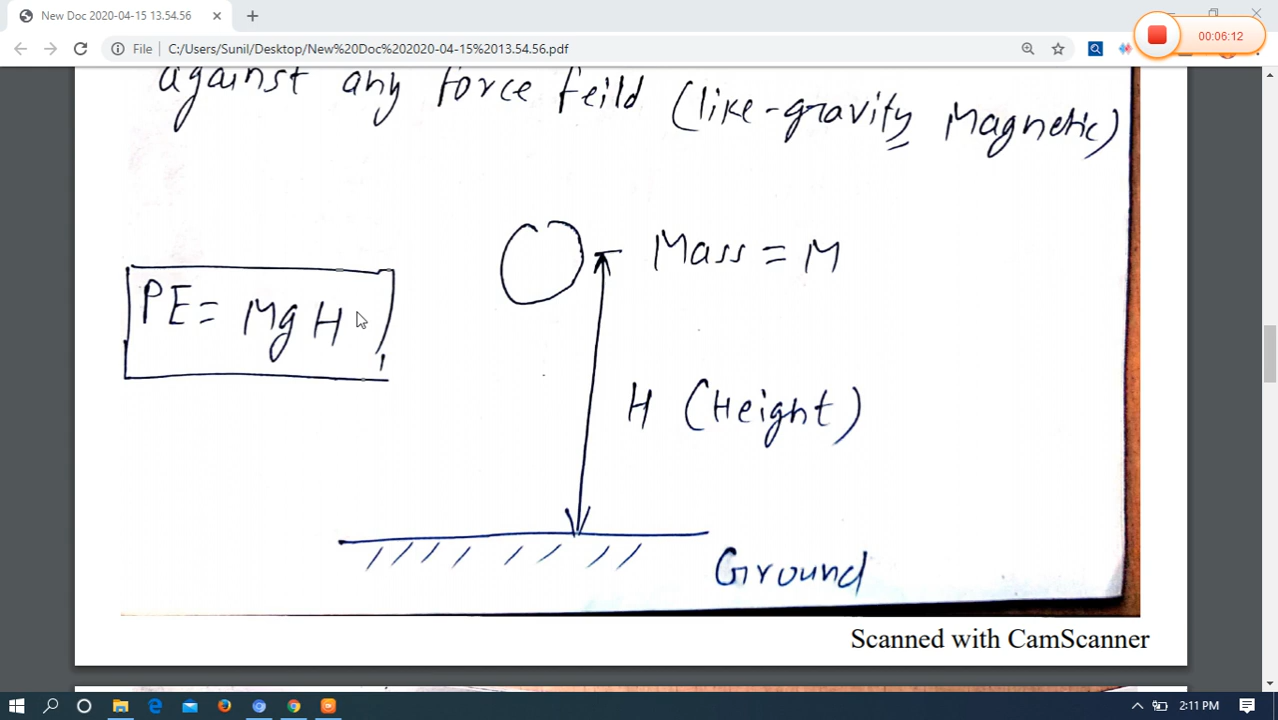 New Doc 2020-04-15 13.54.56
00:06:12
File
C:/Users/Sunil/Desktop/New%20Doc%202020-04-15%2013.54.56.pdf
against any force feild (like-gravity Magnetic)
Mass = M
PE = MgH
H (Height)
Ground
Scanned with CamScanner
2:11 PM